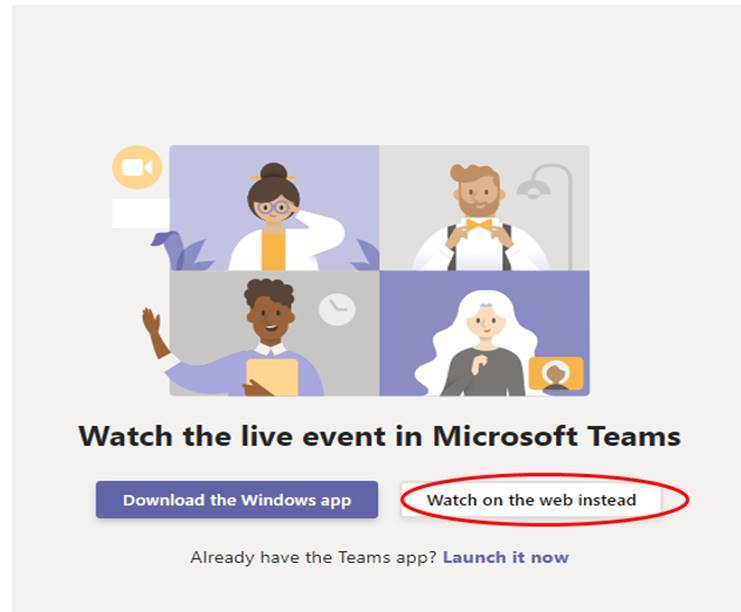 Watch the live event in Microsoft Teams
Download the Windows app
Watch on the web instead
Already have the Teams app? Launch it now